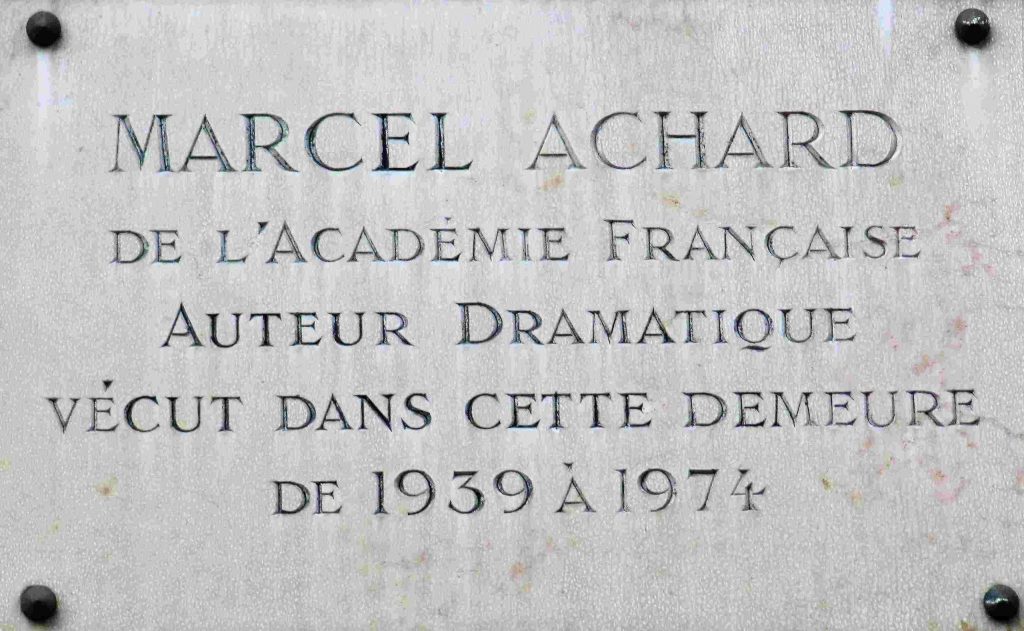 MARCEL ACHARD
DE L'ACADÉMIE FRANÇAISE
AUTEUR DRAMATIQUE
VÉCUT DANS CETTE DEMEURE
DE 1939 À 1974